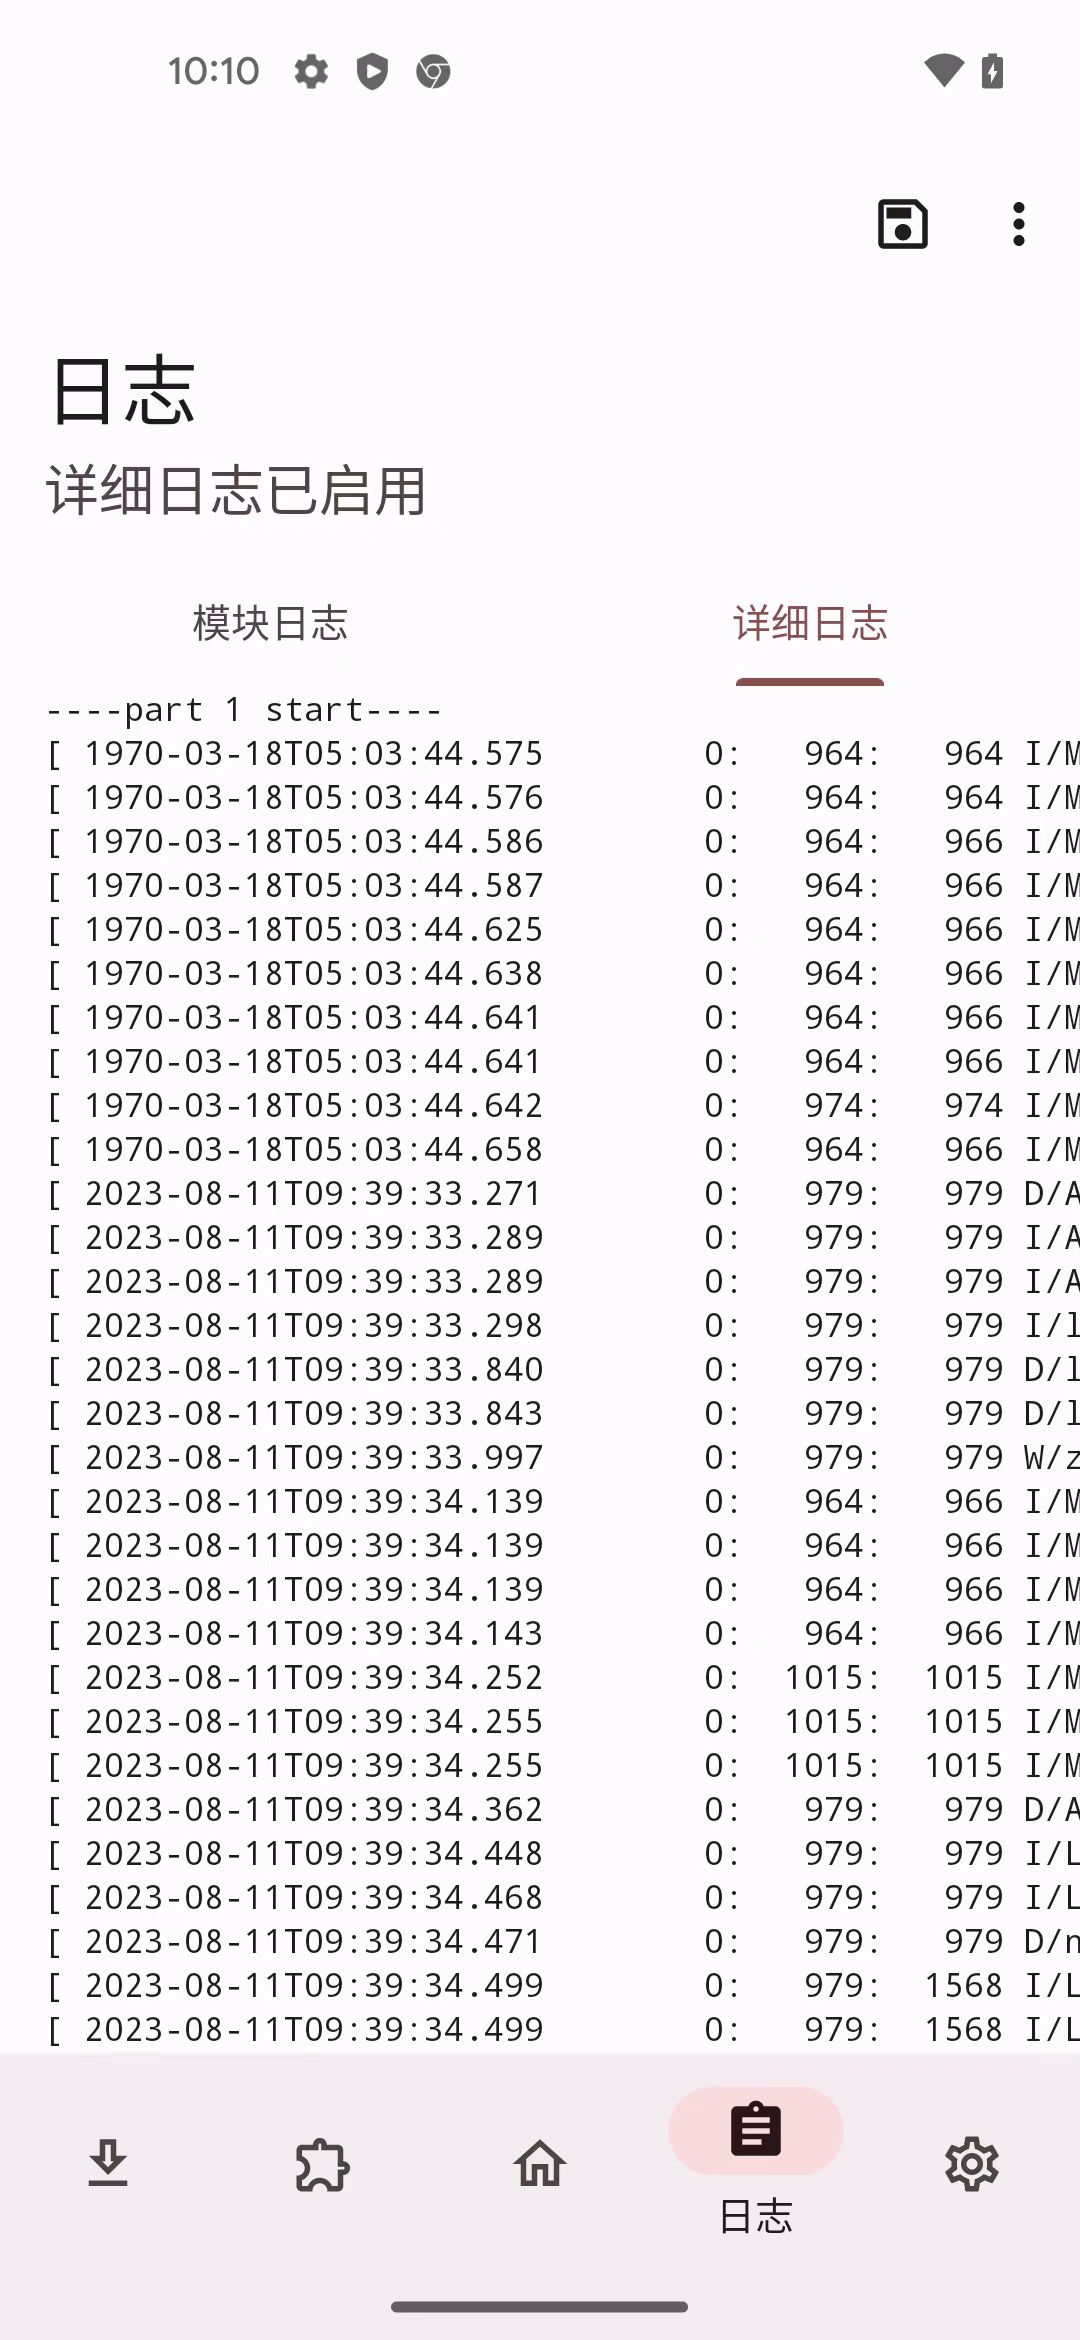 10:10
日志
详细日志已启用
模块日志 详细日志
----part 1 start----
[ 1970-03-18T05:03:44.575        0:   964:   964 I/M
[ 1970-03-18T05:03:44.576        0:   964:   964 I/M
[ 1970-03-18T05:03:44.586        0:   964:   966 I/M
[ 1970-03-18T05:03:44.587        0:   964:   966 I/M
[ 1970-03-18T05:03:44.625        0:   964:   966 I/M
[ 1970-03-18T05:03:44.638        0:   964:   966 I/M
[ 1970-03-18T05:03:44.641        0:   964:   966 I/M
[ 1970-03-18T05:03:44.641        0:   964:   966 I/M
[ 1970-03-18T05:03:44.642        0:   974:   974 I/M
[ 1970-03-18T05:03:44.658        0:   964:   966 I/M
[ 2023-08-11T09:39:33.271        0:   979:   979 D/A
[ 2023-08-11T09:39:33.289        0:   979:   979 I/A
[ 2023-08-11T09:39:33.289        0:   979:   979 I/A
[ 2023-08-11T09:39:33.298        0:   979:   979 I/l
[ 2023-08-11T09:39:33.840        0:   979:   979 D/l
[ 2023-08-11T09:39:33.843        0:   979:   979 D/l
[ 2023-08-11T09:39:33.997        0:   979:   979 W/z
[ 2023-08-11T09:39:34.139        0:   964:   966 I/M
[ 2023-08-11T09:39:34.139        0:   964:   966 I/M
[ 2023-08-11T09:39:34.139        0:   964:   966 I/M
[ 2023-08-11T09:39:34.143        0:   964:   966 I/M
[ 2023-08-11T09:39:34.252        0:  1015:  1015 I/M
[ 2023-08-11T09:39:34.255        0:  1015:  1015 I/M
[ 2023-08-11T09:39:34.255        0:  1015:  1015 I/M
[ 2023-08-11T09:39:34.362        0:   979:   979 D/A
[ 2023-08-11T09:39:34.448        0:   979:   979 I/L
[ 2023-08-11T09:39:34.468        0:   979:   979 I/L
[ 2023-08-11T09:39:34.471        0:   979:   979 D/n
[ 2023-08-11T09:39:34.499        0:   979:  1568 I/L
[ 2023-08-11T09:39:34.499        0:   979:  1568 I/L
日志